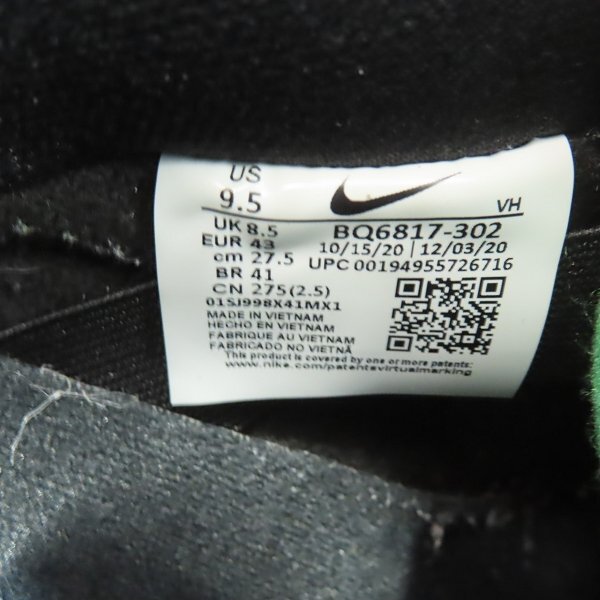 US
9.5
VH
UK 8.5
BQ6817-302
EUR 43
10/15/20 | 12/03/20
cm 27.5
UPC 00194955726716
BR 41
CN 275(2.5)
01SJ998X41MX1
MADE IN VIETNAM
HECHO EN VIETNAM
FABRIQUE AU VIETNAM
FABRICADO NO VIETNÃ
This product is covered by one or more patents:
www.nike.com/patentsvirtualmarking